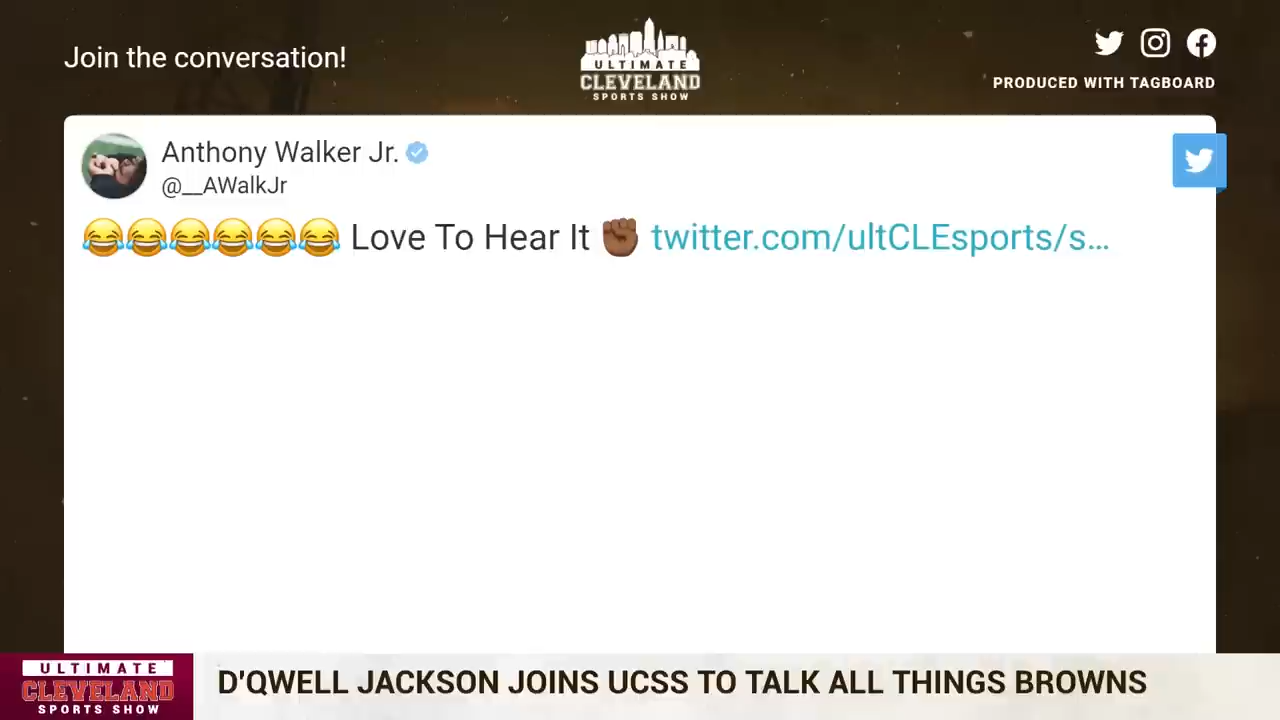 Join the conversation!
ULTIMATE
CLEVELAND
SPORTS SHOW
PRODUCED WITH TAGBOARD
Anthony Walker Jr.
@__AWalkJr
😂😂😂😂😂😂 Love To Hear It ✊🏾 twitter.com/ultCLEsports/s…
ULTIMATE
CLEVELAND
SPORTS SHOW
D'QWELL JACKSON JOINS UCSS TO TALK ALL THINGS BROWNS